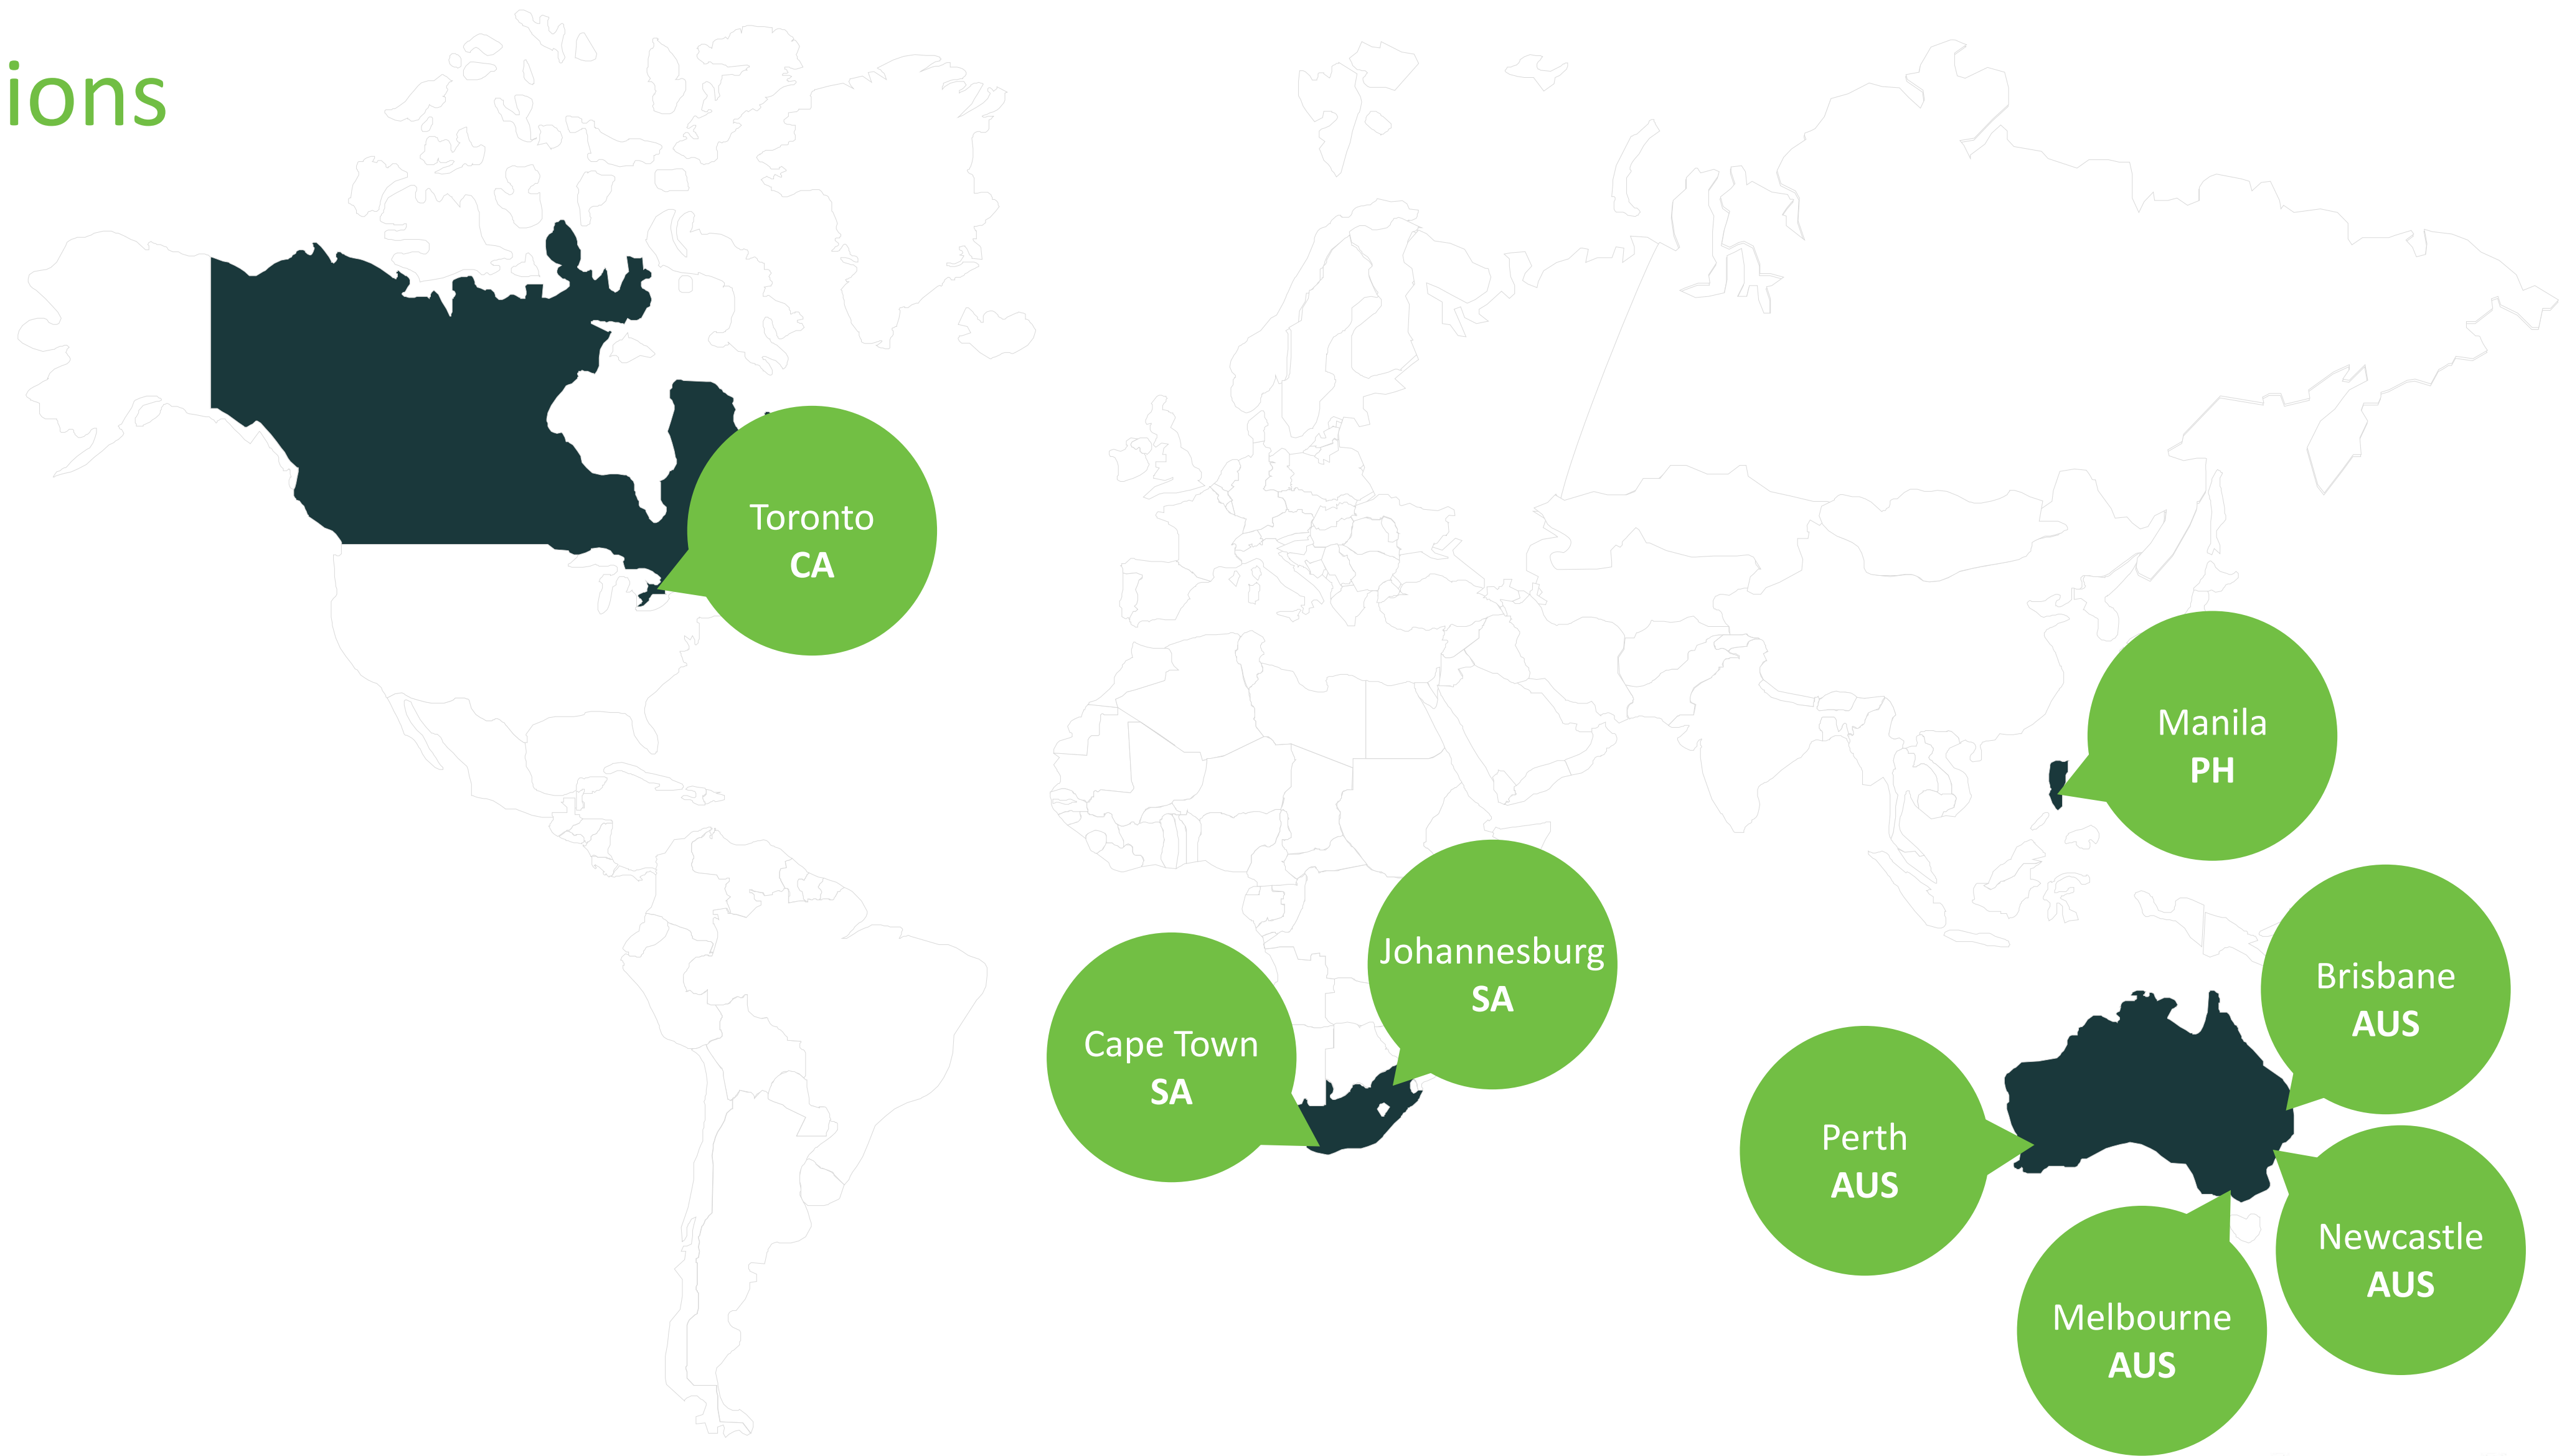 ions
Toronto
CA
Manila
PH
Johannesburg
SA
Cape Town
SA
Brisbane
AUS
Perth
AUS
Newcastle
AUS
Melbourne
AUS